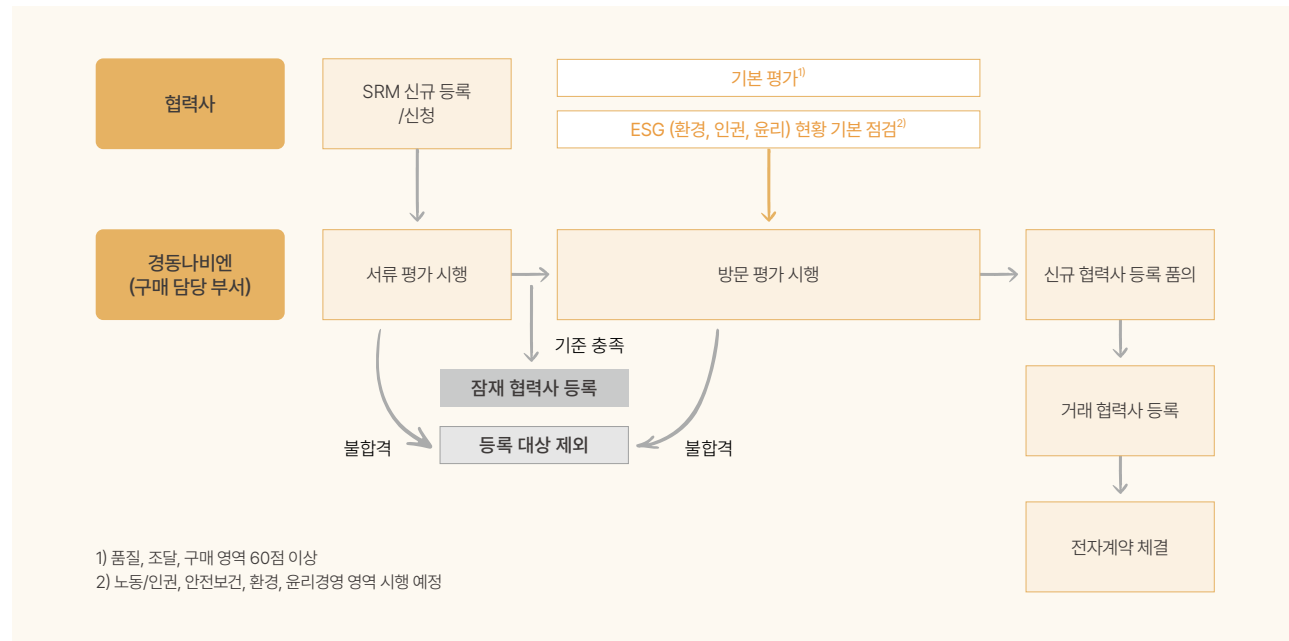 협력사
SRM 신규 등록
/신청
기본 평가1)
ESG (환경, 인권, 윤리) 현황 기본 점검2)
경동나비엔
(구매 담당 부서)
서류 평가 시행
방문 평가 시행
신규 협력사 등록 품의
기준 충족
잠재 협력사 등록
거래 협력사 등록
불합격
등록 대상 제외
불합격
전자계약 체결
1) 품질, 조달, 구매 영역 60점 이상
2) 노동/인권, 안전보건, 환경, 윤리경영 영역 시행 예정